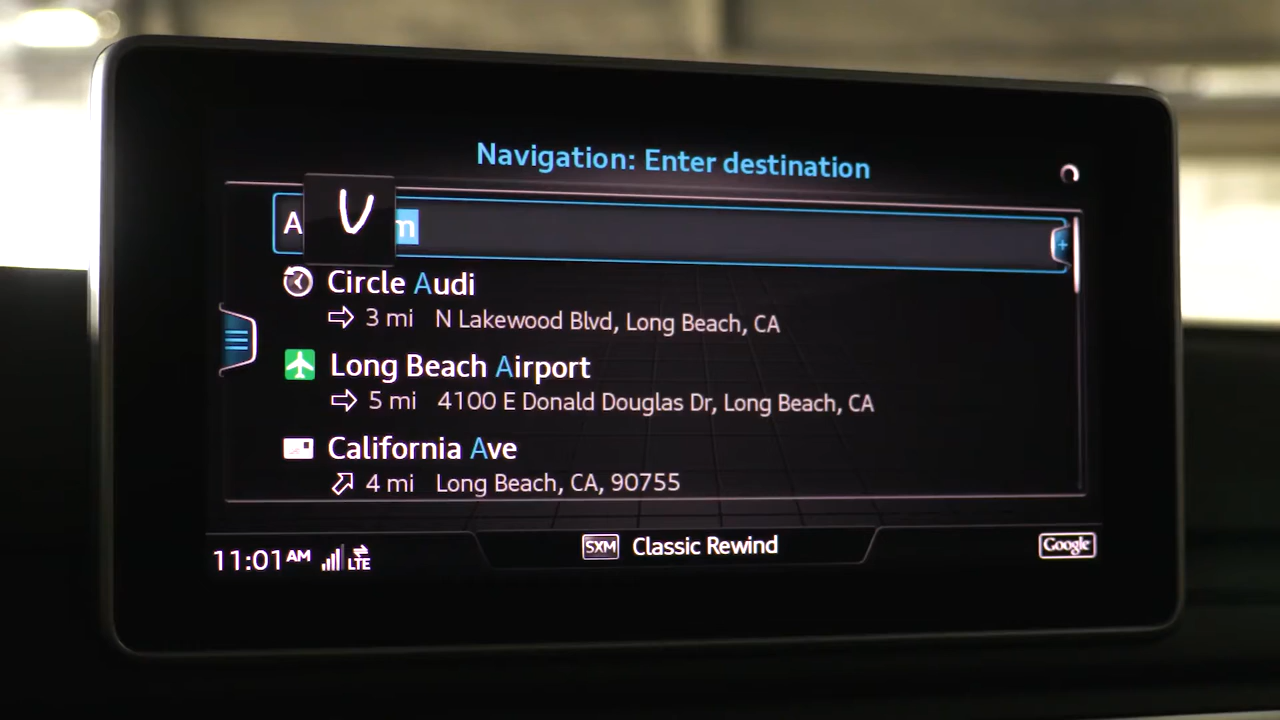 Navigation: Enter destination
A V m
Circle Audi
3 mi N Lakewood Blvd, Long Beach, CA
Long Beach Airport
5 mi 4100 E Donald Douglas Dr, Long Beach, CA
California Ave
4 mi Long Beach, CA, 90755
11:01 AM LTE
SXM Classic Rewind
Google